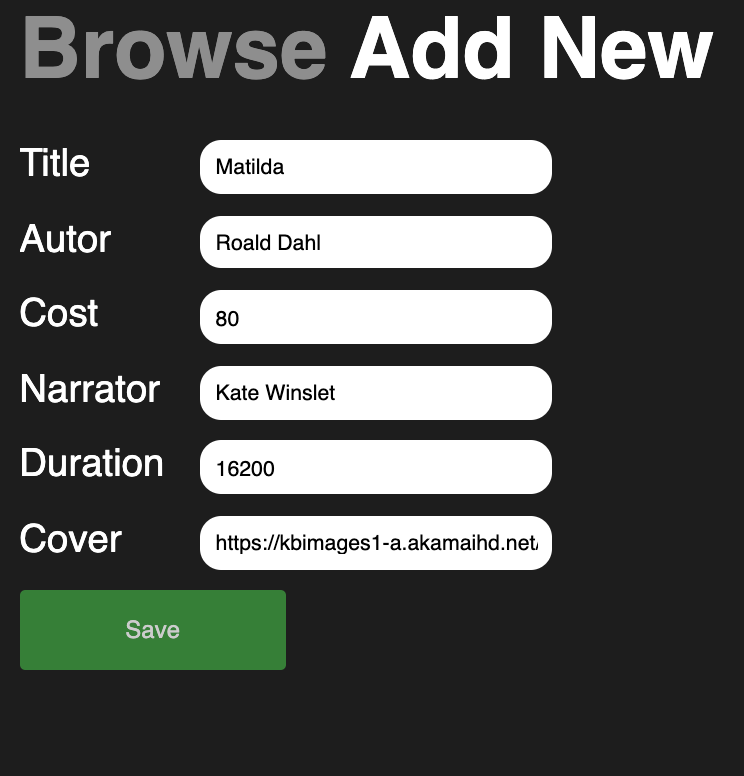 Browse Add New
Title Matilda
Autor Roald Dahl
Cost 80
Narrator Kate Winslet
Duration 16200
Cover https://kbimages1-a.akamaihd.net/
Save